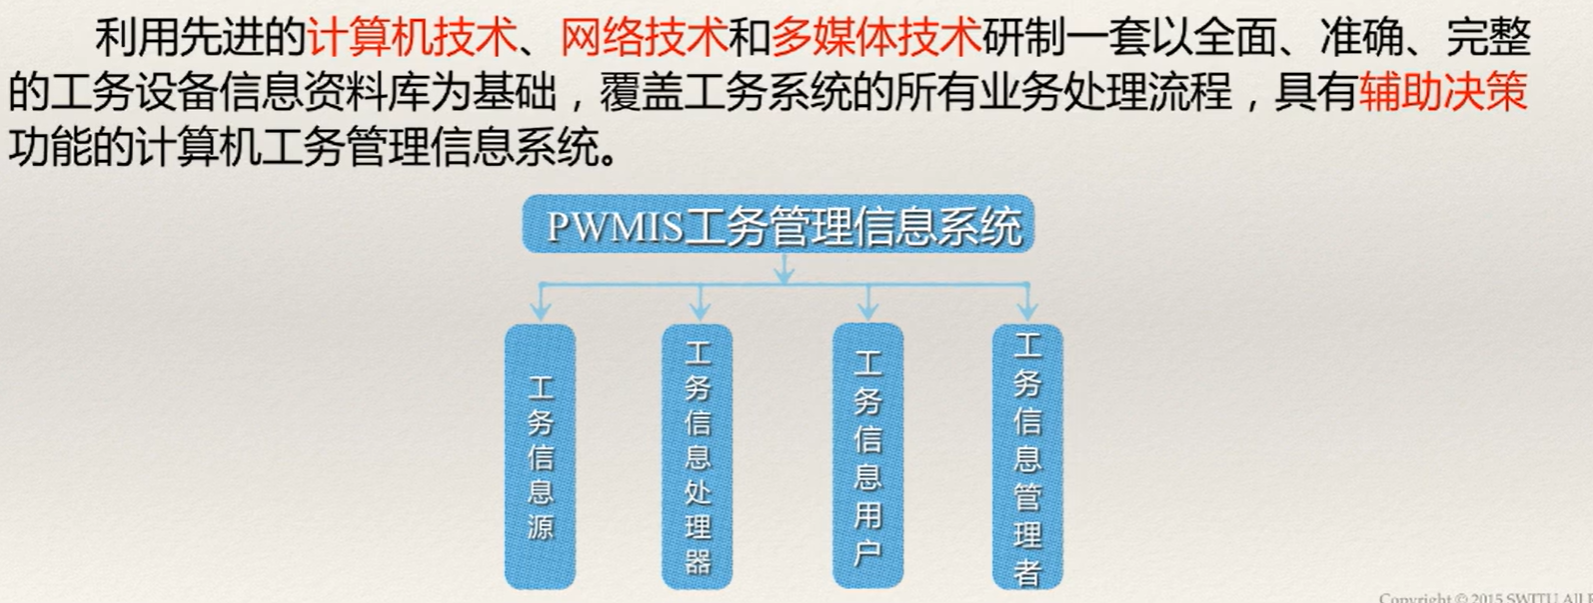 利用先进的计算机技术、网络技术和多媒体技术研制一套以全面、准确、完整
的工务设备信息资料库为基础，覆盖工务系统的所有业务处理流程，具有辅助决策
功能的计算机工务管理信息系统。
PWMIS工务管理信息系统
工务信息源
工务信息处理器
工务信息用户
工务信息管理者
Copyright © 2015 SWJTU All